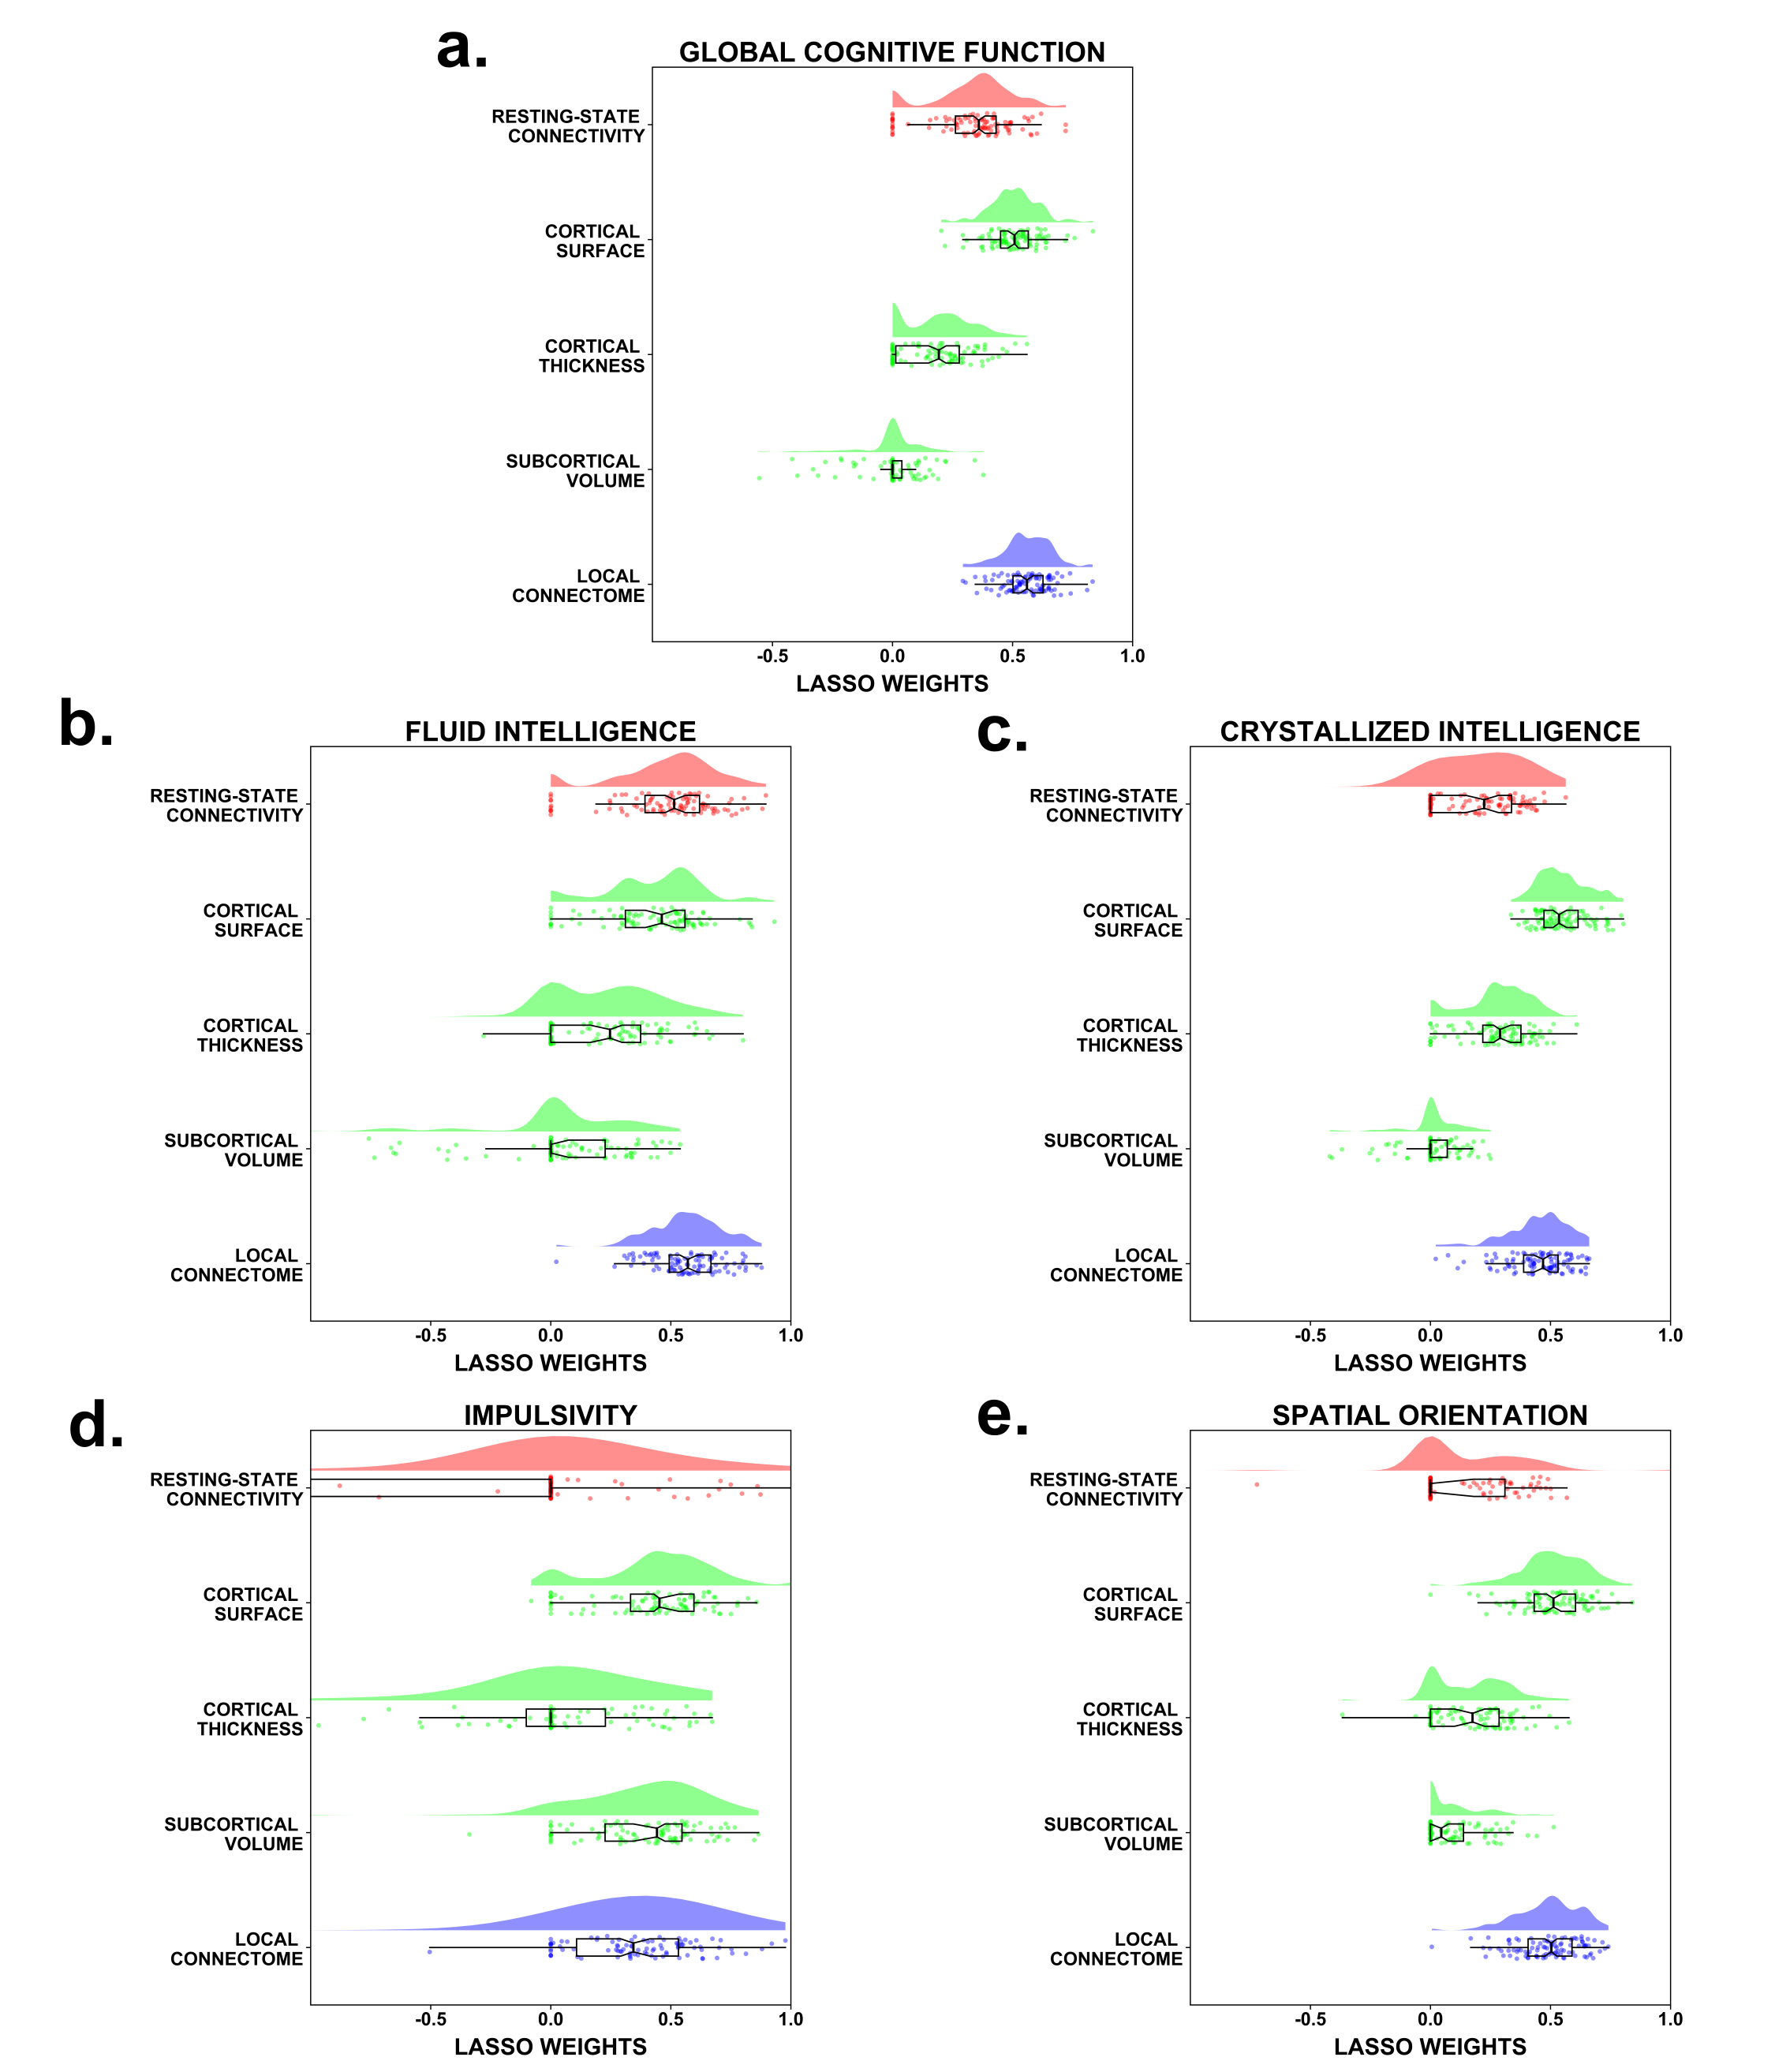 a.
GLOBAL COGNITIVE FUNCTION
RESTING-STATE
CONNECTIVITY
CORTICAL
SURFACE
CORTICAL
THICKNESS
SUBCORTICAL
VOLUME
LOCAL
CONNECTOME
-0.5 0.0 0.5 1.0
LASSO WEIGHTS
b.
FLUID INTELLIGENCE
RESTING-STATE
CONNECTIVITY
CORTICAL
SURFACE
CORTICAL
THICKNESS
SUBCORTICAL
VOLUME
LOCAL
CONNECTOME
-0.5 0.0 0.5 1.0
LASSO WEIGHTS
c.
CRYSTALLIZED INTELLIGENCE
RESTING-STATE
CONNECTIVITY
CORTICAL
SURFACE
CORTICAL
THICKNESS
SUBCORTICAL
VOLUME
LOCAL
CONNECTOME
-0.5 0.0 0.5 1.0
LASSO WEIGHTS
d.
IMPULSIVITY
RESTING-STATE
CONNECTIVITY
CORTICAL
SURFACE
CORTICAL
THICKNESS
SUBCORTICAL
VOLUME
LOCAL
CONNECTOME
-0.5 0.0 0.5 1.0
LASSO WEIGHTS
e.
SPATIAL ORIENTATION
RESTING-STATE
CONNECTIVITY
CORTICAL
SURFACE
CORTICAL
THICKNESS
SUBCORTICAL
VOLUME
LOCAL
CONNECTOME
-0.5 0.0 0.5 1.0
LASSO WEIGHTS